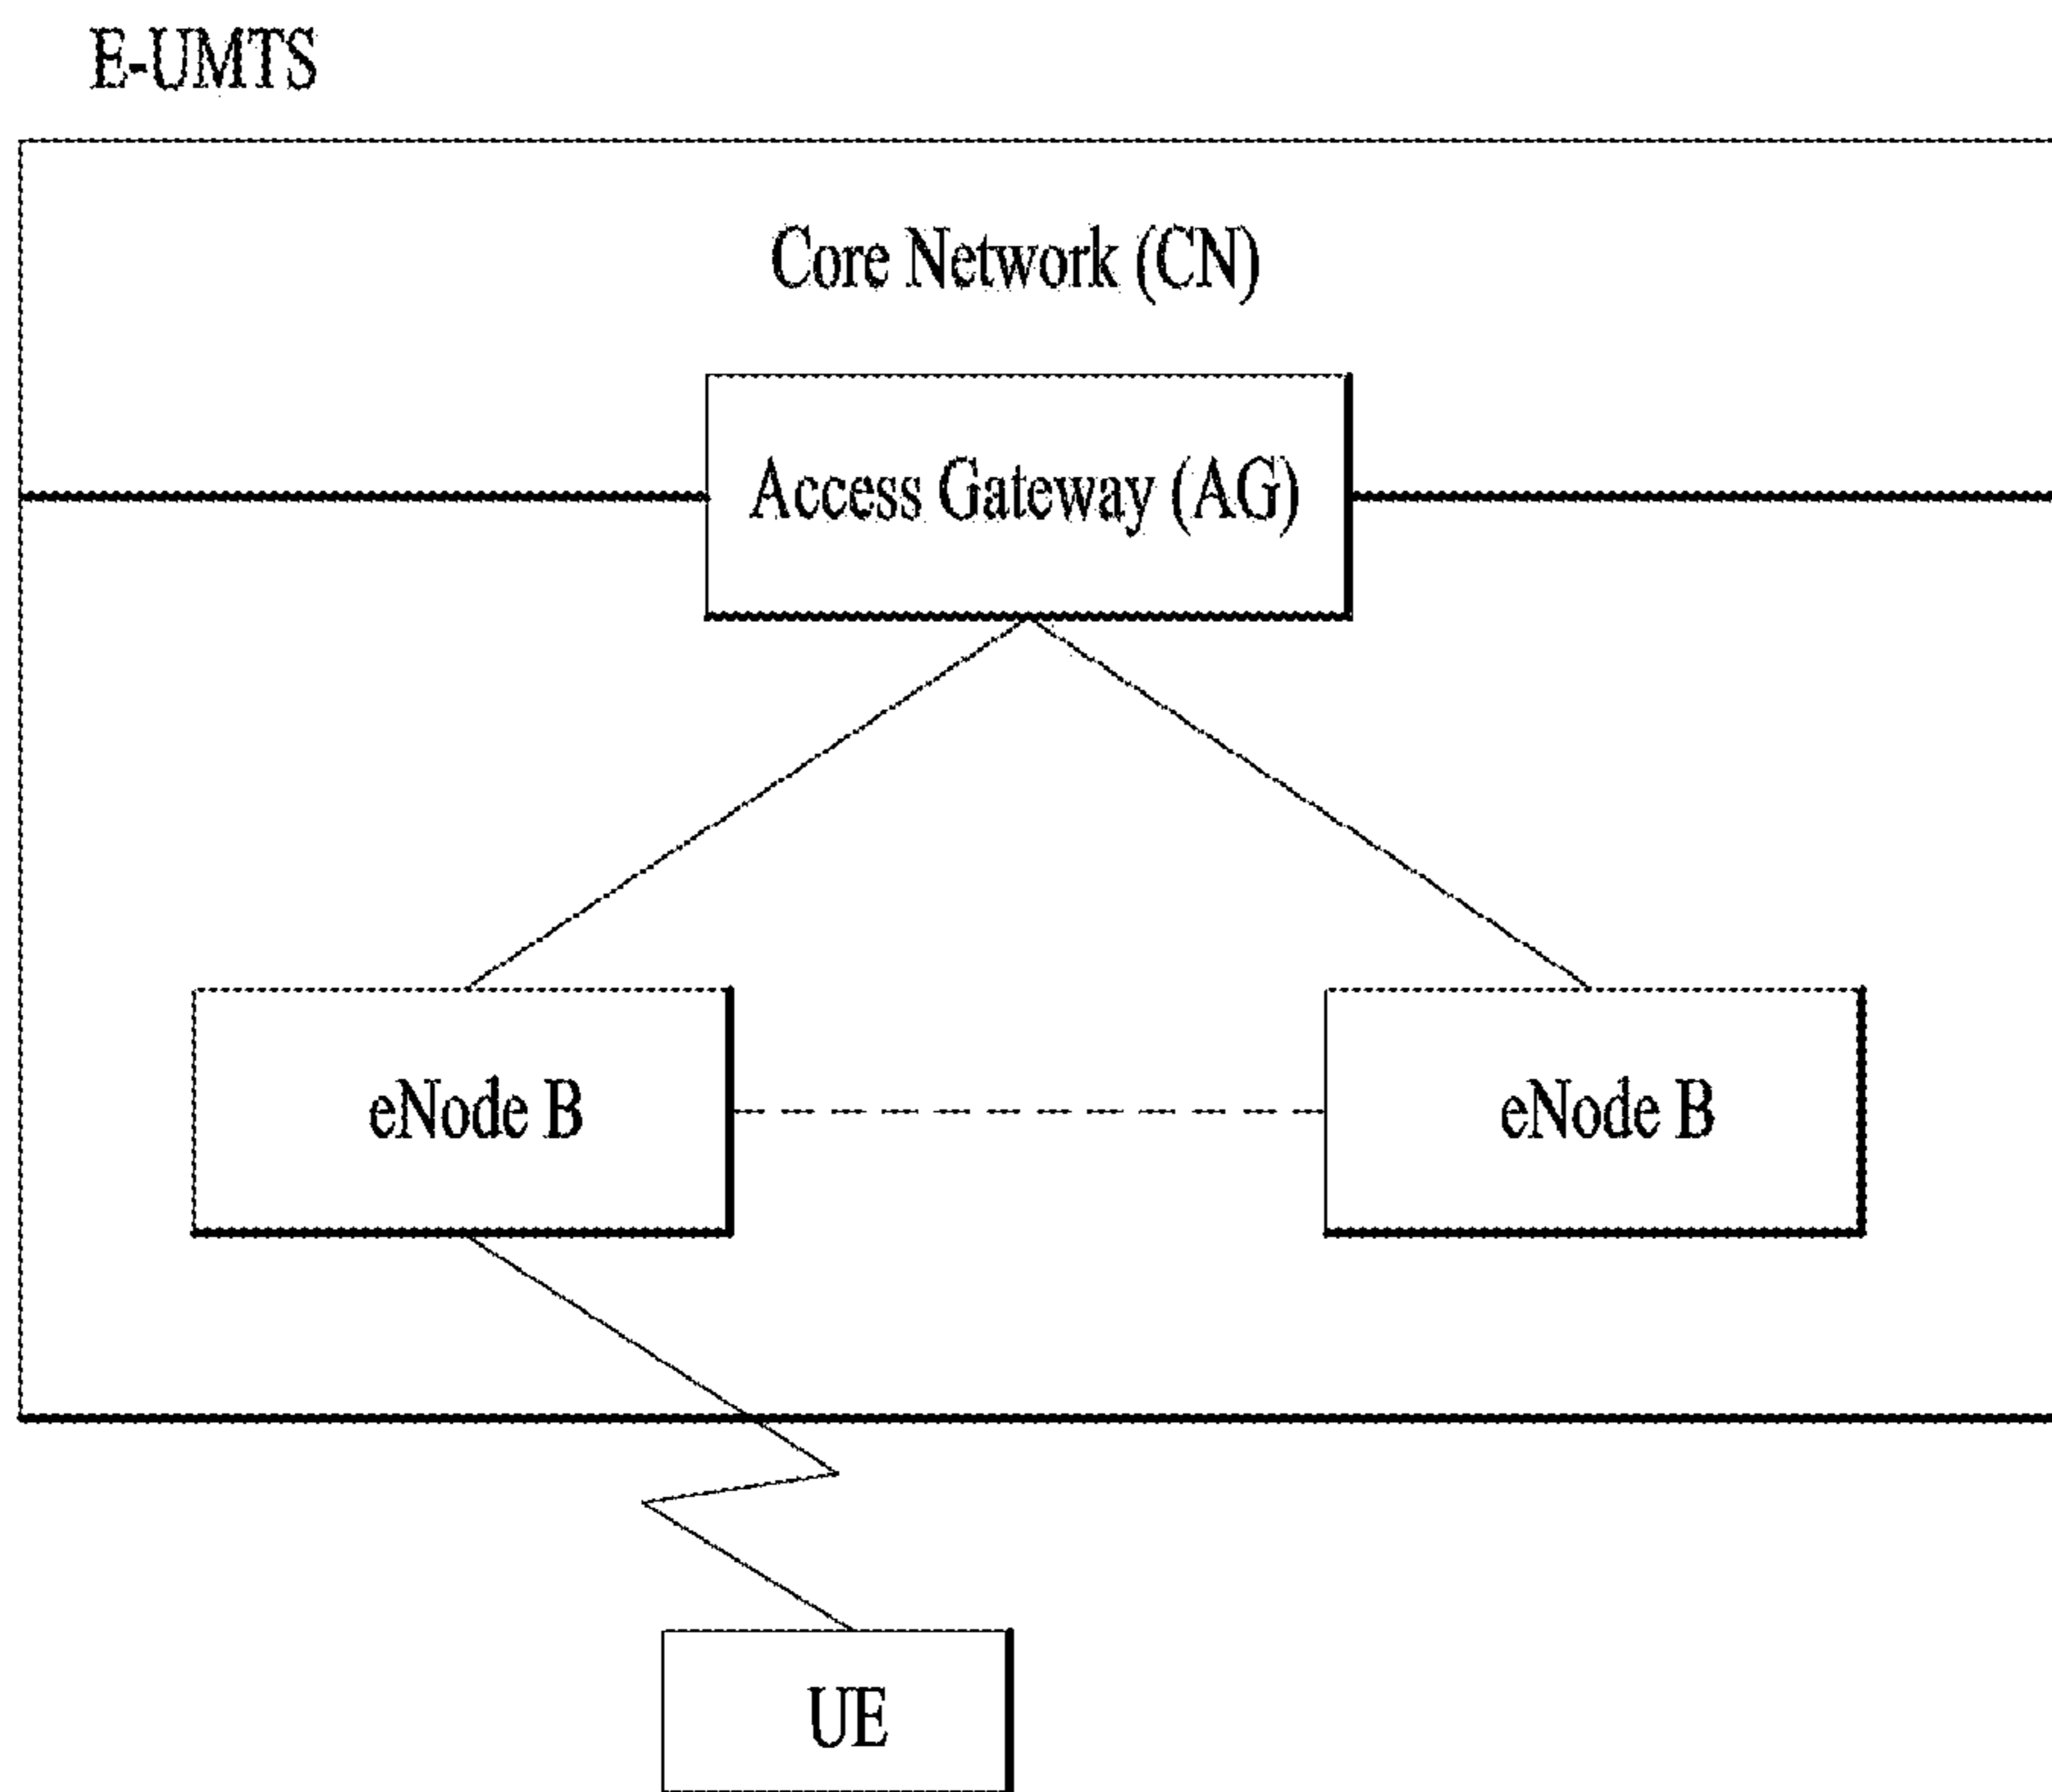 E-UMTS
Core Network (CN)
Access Gateway (AG)
eNode B
eNode B
UE